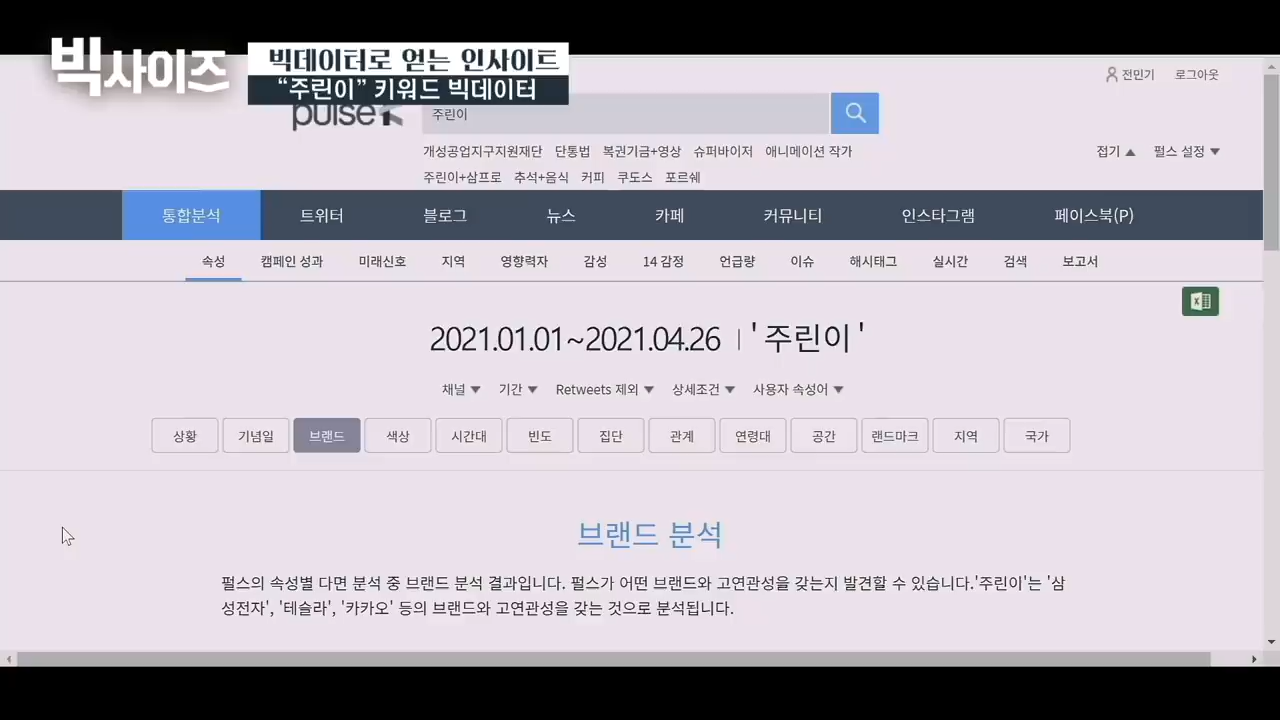 빅사이즈
빅데이터로 얻는 인사이트
“주린이” 키워드 빅데이터
전민기 로그아웃
pulse K
주린이
개성공업지구지원재단 단통법 복권기금+영상 슈퍼바이저 애니메이션 작가
접기 펄스 설정
주린이+삼프로 추석+음식 커피 쿠도스 포르쉐
통합분석 트위터 블로그 뉴스 카페 커뮤니티 인스타그램 페이스북(P)
속성 캠페인 성과 미래신호 지역 영향력자 감성 14 감정 언급량 이슈 해시태그 실시간 검색 보고서
2021.01.01~2021.04.26 | ' 주린이 '
채널 기간 Retweets 제외 상세조건 사용자 속성어
상황 기념일 브랜드 색상 시간대 빈도 집단 관계 연령대 공간 랜드마크 지역 국가
브랜드 분석
펄스의 속성별 다면 분석 중 브랜드 분석 결과입니다. 펄스가 어떤 브랜드와 고연관성을 갖는지 발견할 수 있습니다.'주린이'는 '삼
성전자', '테슬라', '카카오' 등의 브랜드와 고연관성을 갖는 것으로 분석됩니다.